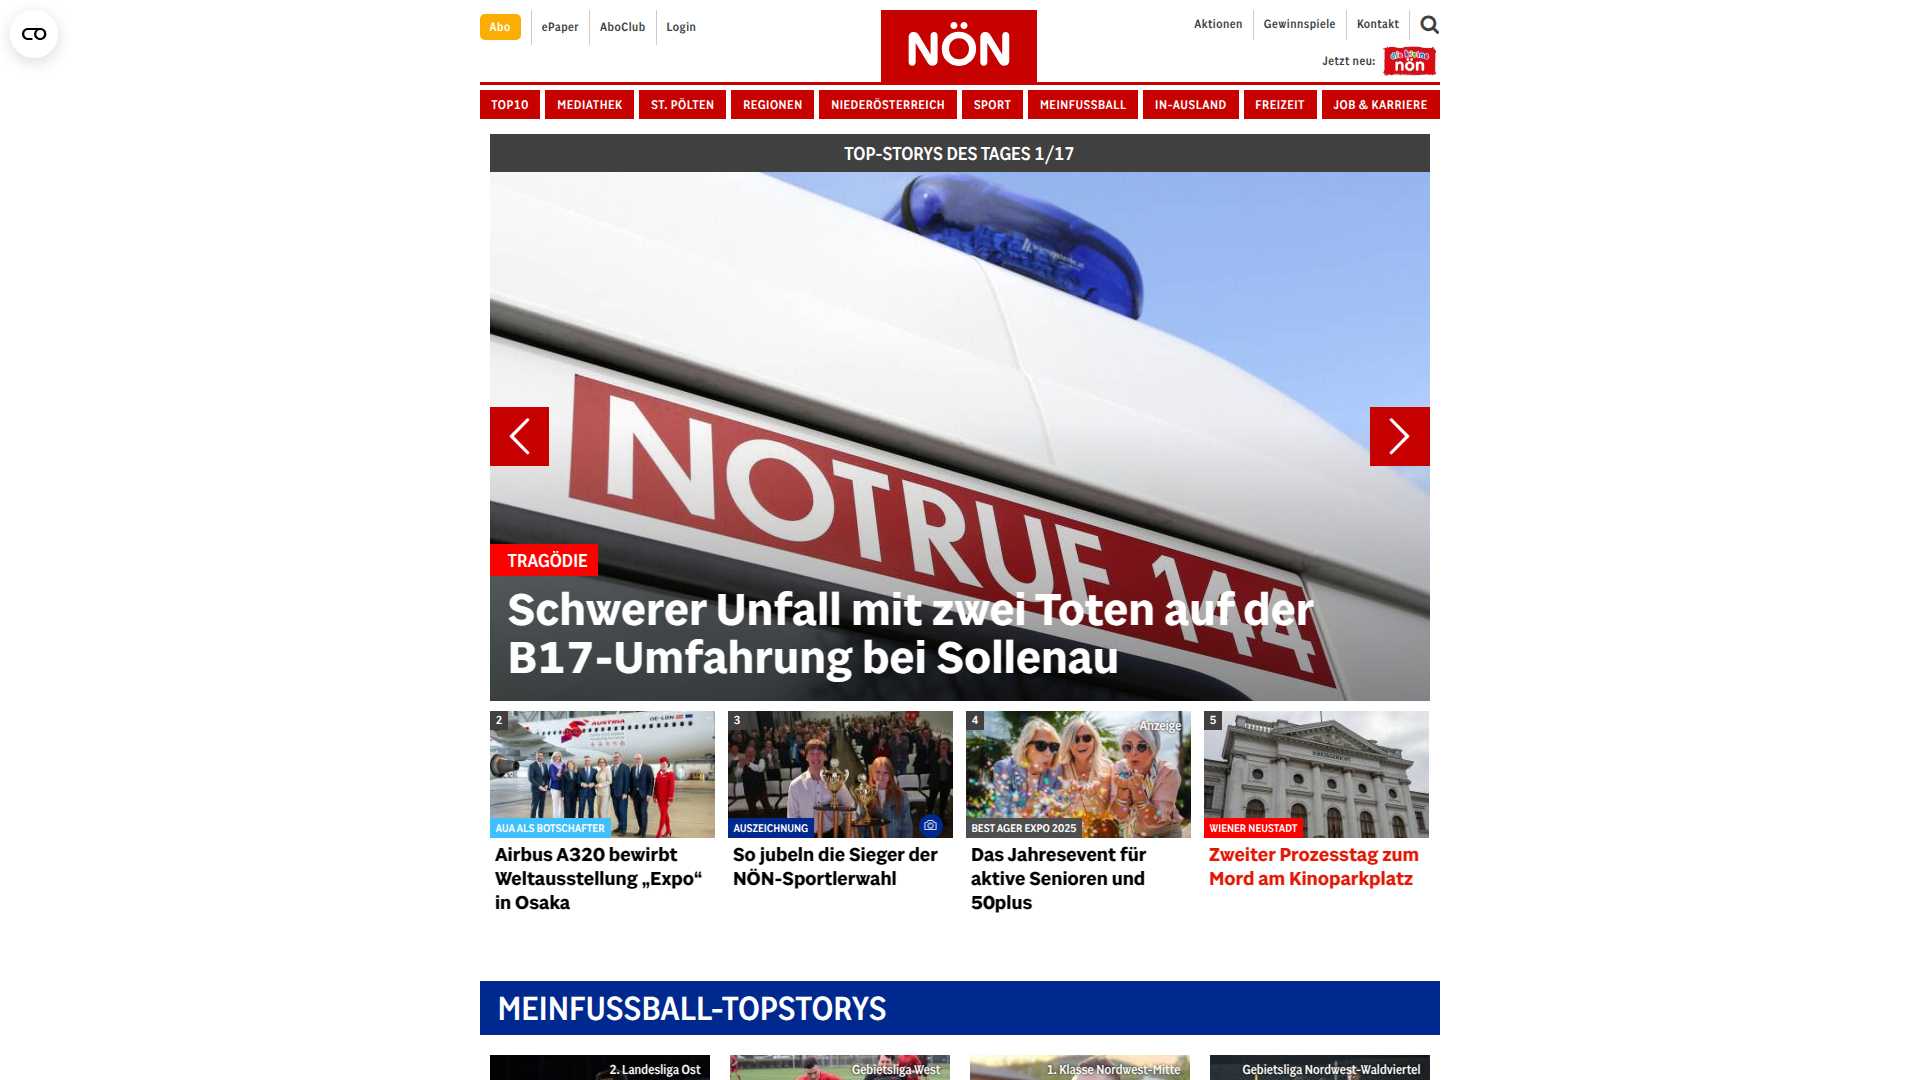 Abo
ePaper
AboClub
Login
NÖN
Aktionen
Gewinnspiele
Kontakt
Jetzt neu:
die kleine
nön
TOP10
MEDIATHEK
ST. PÖLTEN
REGIONEN
NIEDERÖSTERREICH
SPORT
MEINFUSSBALL
IN-AUSLAND
FREIZEIT
JOB & KARRIERE
TOP-STORYS DES TAGES 1/17
NOTRUF 144
TRAGÖDIE
Schwerer Unfall mit zwei Toten auf der
B17-Umfahrung bei Sollenau
2
AUSTRIA
OE-LBN
AUA ALS BOTSCHAFTER
Airbus A320 bewirbt
Weltausstellung „Expo“
in Osaka
3
AUSZEICHNUNG
So jubeln die Sieger der
NÖN-Sportlerwahl
4
Anzeige
BEST AGER EXPO 2025
Das Jahresevent für
aktive Senioren und
50plus
5
WIENER NEUSTADT
Zweiter Prozesstag zum
Mord am Kinoparkplatz
MEINFUSSBALL-TOPSTORYS
2. Landesliga Ost
Gebietsliga West
1. Klasse Nordwest-Mitte
Gebietsliga Nordwest-Waldviertel